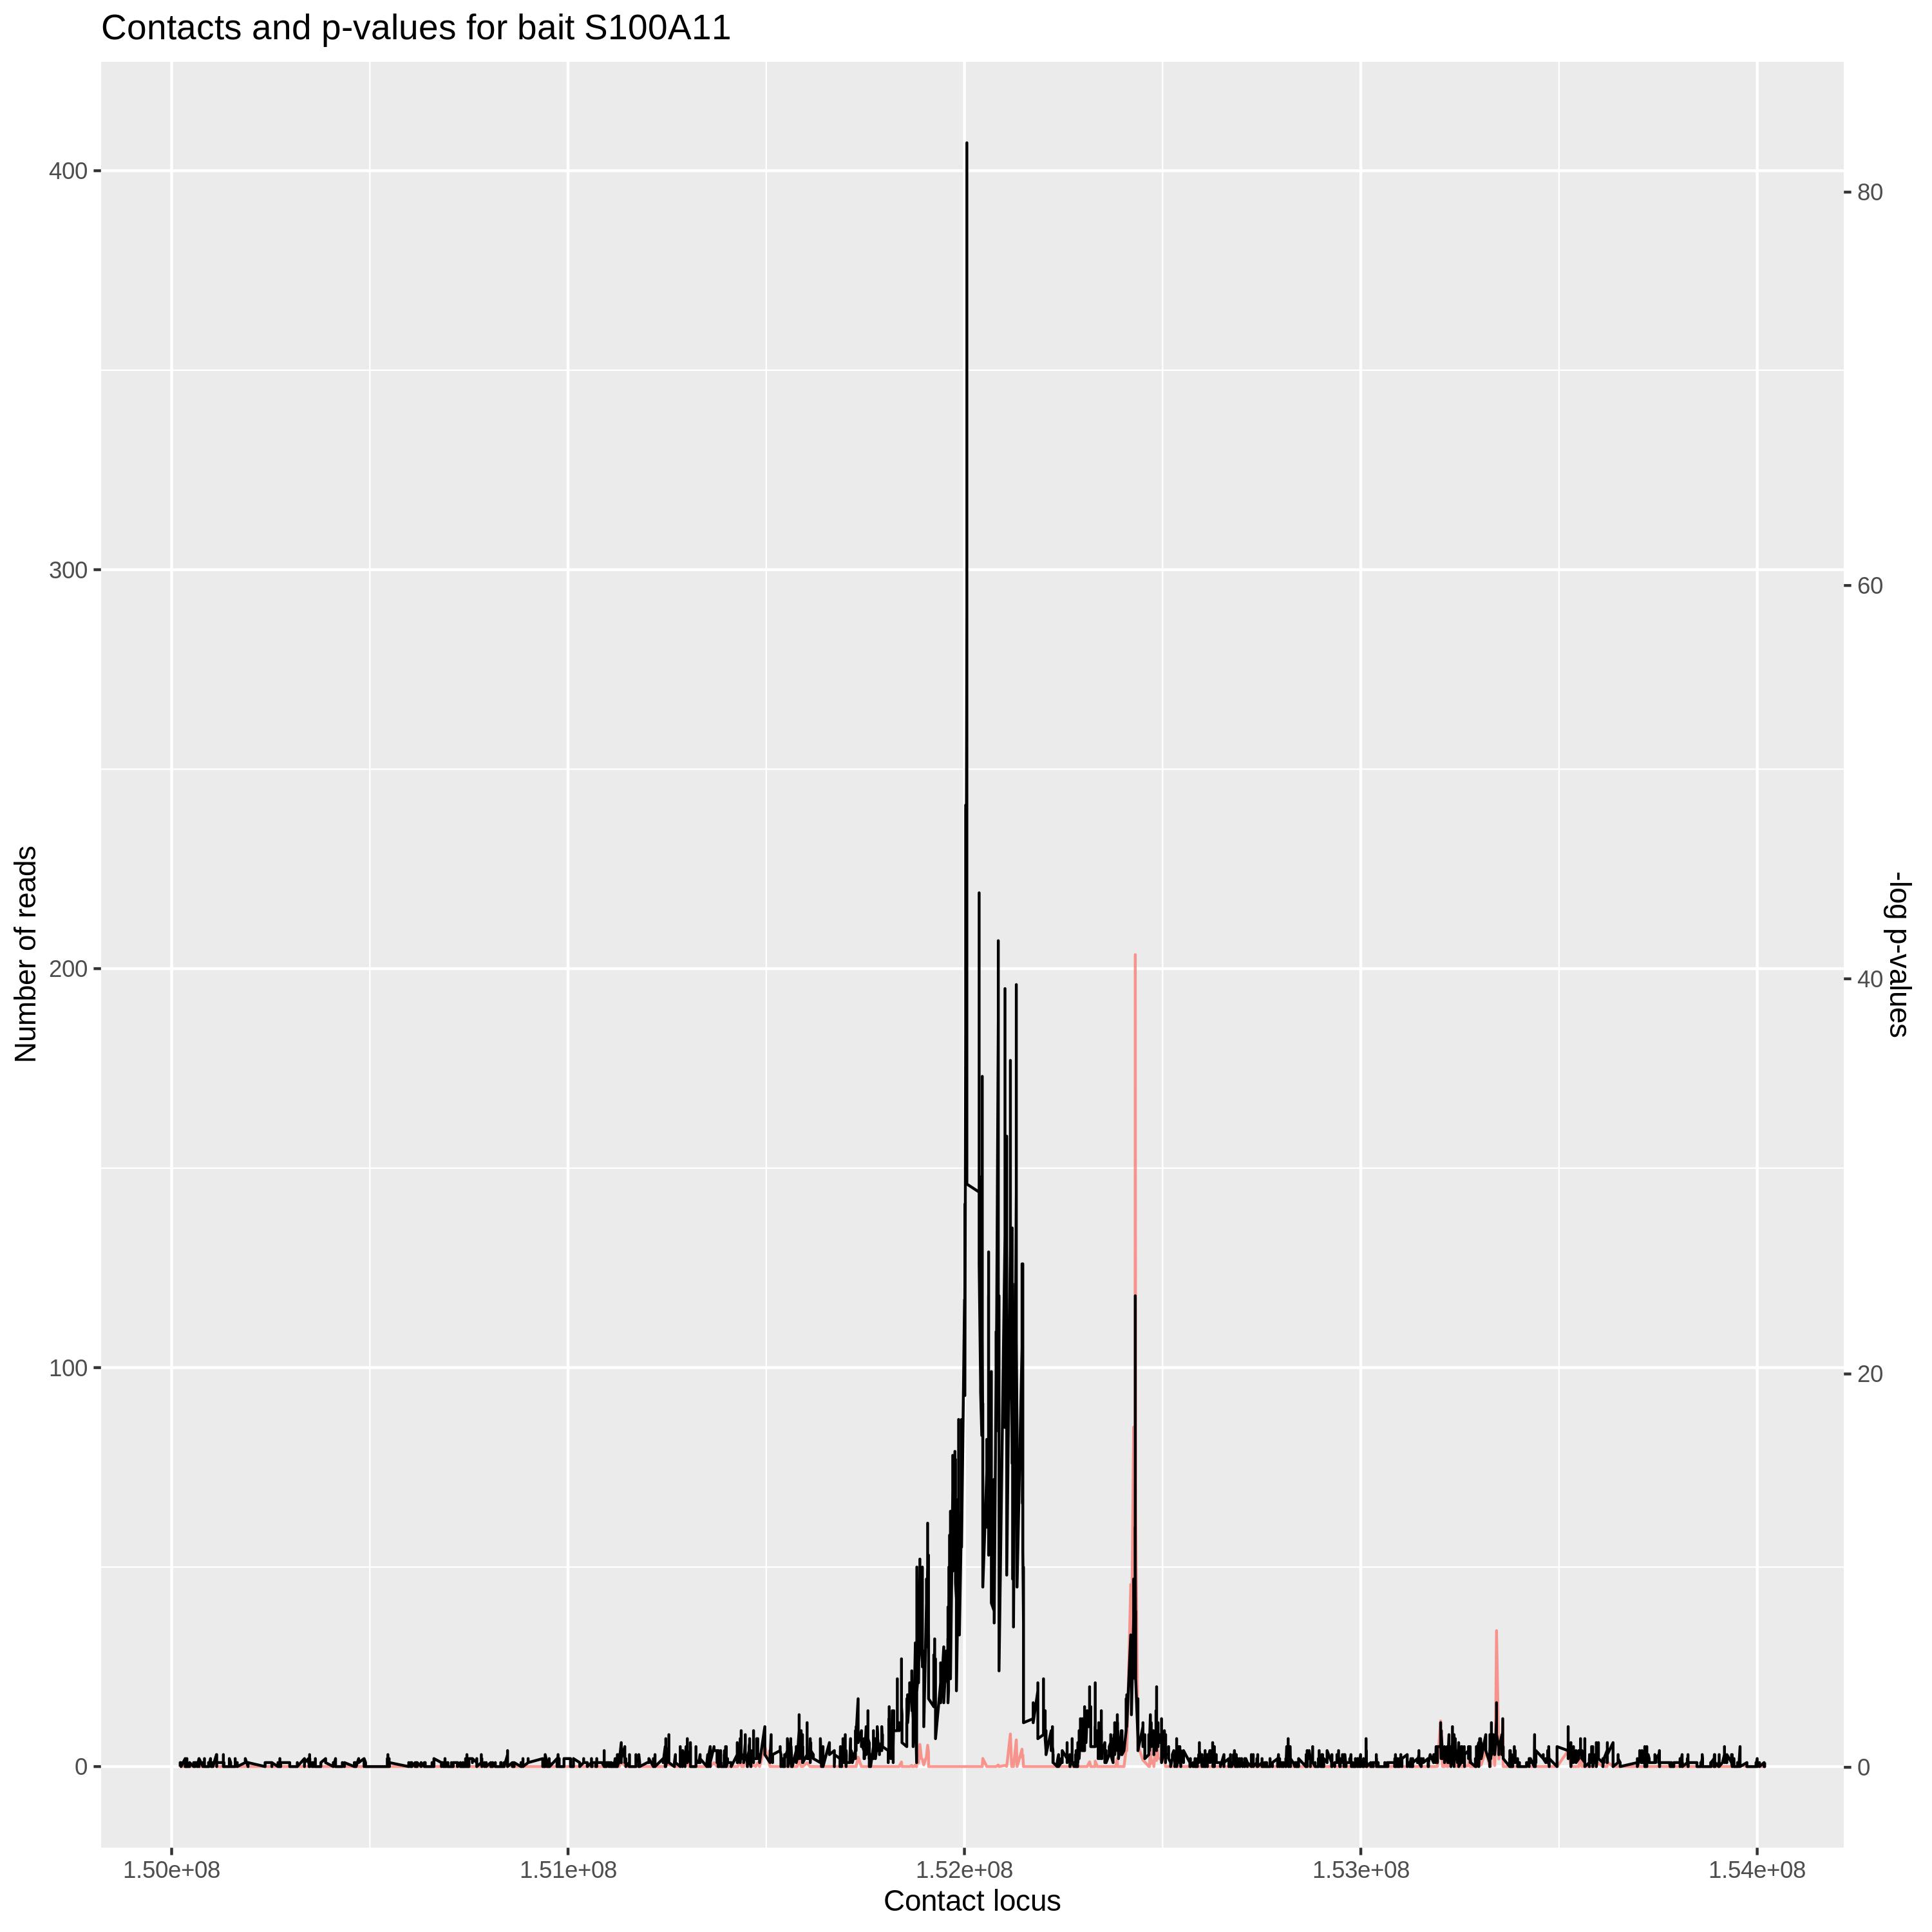 Contacts and p-values for bait S100A11
400
300
200
100
0
Number of reads
80
60
40
20
0
-log p-values
1.50e+08
1.51e+08
1.52e+08
1.53e+08
1.54e+08
Contact locus